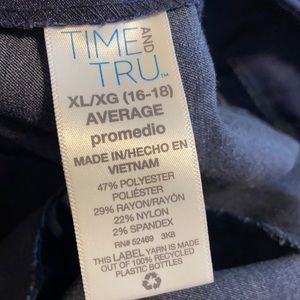 TIME AND
TRU™
XL/XG (16-18)
AVERAGE
promedio
MADE IN/HECHO EN
VIETNAM
47% POLYESTER
POLIÉSTER
29% RAYON/RAYÓN
22% NYLON
2% SPANDEX
RN# 52469 3K8
THIS LABEL YARN IS MADE
OUT OF 100% RECYCLED
PLASTIC BOTTLES